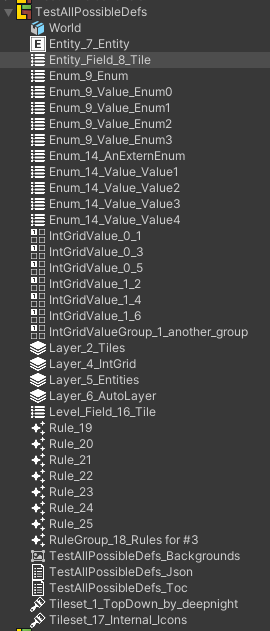 TestAllPossibleDefs
World
Entity_7_Entity
Entity_Field_8_Tile
Enum_9_Enum
Enum_9_Value_Enum0
Enum_9_Value_Enum1
Enum_9_Value_Enum2
Enum_9_Value_Enum3
Enum_14_AnExternEnum
Enum_14_Value_Value1
Enum_14_Value_Value2
Enum_14_Value_Value3
Enum_14_Value_Value4
IntGridValue_0_1
IntGridValue_0_3
IntGridValue_0_5
IntGridValue_1_2
IntGridValue_1_4
IntGridValue_1_6
IntGridValueGroup_1_another_group
Layer_2_Tiles
Layer_4_IntGrid
Layer_5_Entities
Layer_6_AutoLayer
Level_Field_16_Tile
Rule_19
Rule_20
Rule_21
Rule_22
Rule_23
Rule_24
Rule_25
RuleGroup_18_Rules for #3
TestAllPossibleDefs_Backgrounds
TestAllPossibleDefs_Json
TestAllPossibleDefs_Toc
Tileset_1_TopDown_by_deepnight
Tileset_17_Internal_Icons